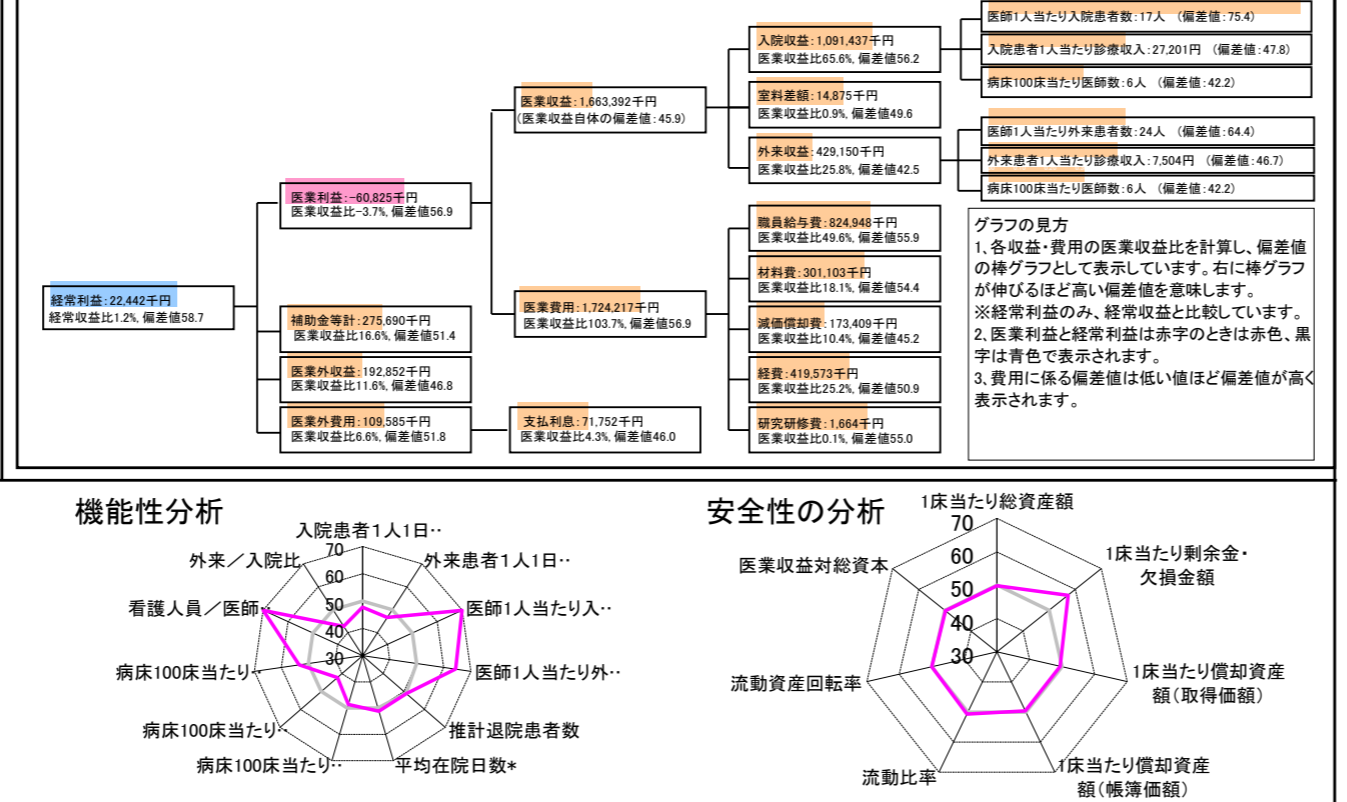 医師1人当たり入院患者数:17人 (偏差値:75.4)
入院収益:1,091,437千円
医業収益比65.6%, 偏差値56.2
入院患者1人当たり診療収入:27,201円 (偏差値:47.8)
病床100床当たり医師数:6人 (偏差値:42.2)
医業収益:1,663,392千円
(医業収益自体の偏差値:45.9)
室料差額:14,875千円
医業収益比0.9%, 偏差値49.6
医師1人当たり外来患者数:24人 (偏差値:64.4)
外来収益:429,150千円
医業収益比25.8%, 偏差値42.5
外来患者1人当たり診療収入:7,504円 (偏差値:46.7)
病床100床当たり医師数:6人 (偏差値:42.2)
医業利益:-60,825千円
医業収益比-3.7%, 偏差値56.9
職員給与費:824,948千円
医業収益比49.6%, 偏差値55.9
材料費:301,103千円
医業収益比18.1%, 偏差値54.4
経常利益:22,442千円
経常収益比1.2%, 偏差値58.7
医業費用:1,724,217千円
医業収益比103.7%, 偏差値56.9
補助金等計:275,690千円
医業収益比16.6%, 偏差値51.4
減価償却費:173,409千円
医業収益比10.4%, 偏差値45.2
医業外収益:192,852千円
医業収益比11.6%, 偏差値46.8
経費:419,573千円
医業収益比25.2%, 偏差値50.9
医業外費用:109,585千円
医業収益比6.6%, 偏差値51.8
支払利息:71,752千円
医業収益比4.3%, 偏差値46.0
研究研修費:1,664千円
医業収益比0.1%, 偏差値55.0
グラフの見方
1、各収益・費用の医業収益比を計算し、偏差値
の棒グラフとして表示しています。右に棒グラフ
が伸びるほど高い偏差値を意味します。
※経常利益のみ、経常収益と比較しています。
2、医業利益と経常利益は赤字のときは赤色、黒
字は青色で表示されます。
3、費用に係る偏差値は低い値ほど偏差値が高く
表示されます。
機能性分析
入院患者1人1日‥
外来患者1人1日‥
医師1人当たり入‥
医師1人当たり外‥
推計退院患者数
平均在院日数*
病床100床当たり‥
病床100床当たり‥
病床100床当たり‥
看護人員/医師‥
外来/入院比
70
60
50
40
30
安全性の分析
1床当たり総資産額
1床当たり剰余金・
欠損金額
1床当たり償却資産
額(取得価額)
1床当たり償却資産
額(帳簿価額)
流動比率
流動資産回転率
医業収益対総資本
70
60
50
40
30